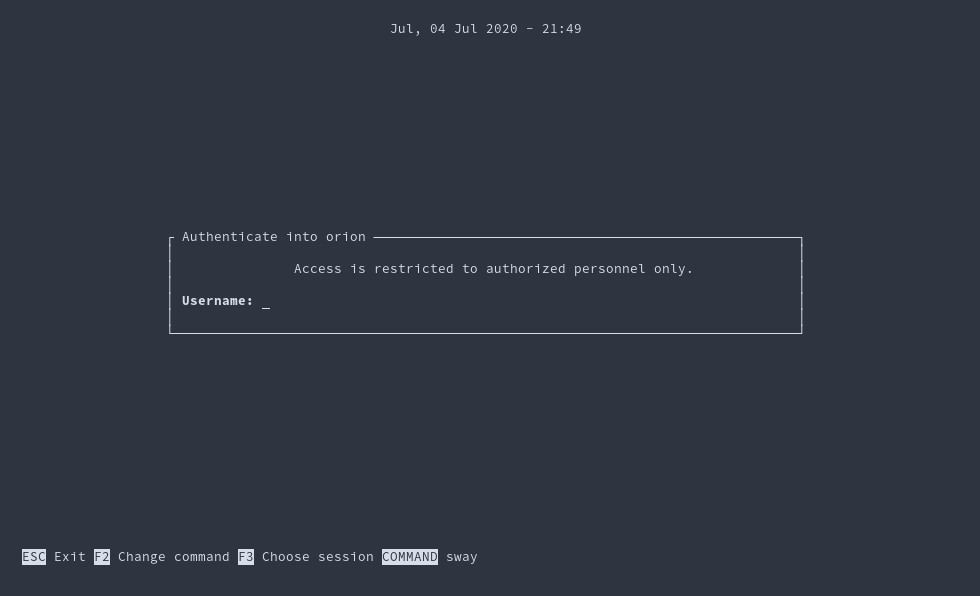 Jul, 04 Jul 2020 - 21:49
Authenticate into orion
Access is restricted to authorized personnel only.
Username: _
ESC Exit F2 Change command F3 Choose session COMMAND sway